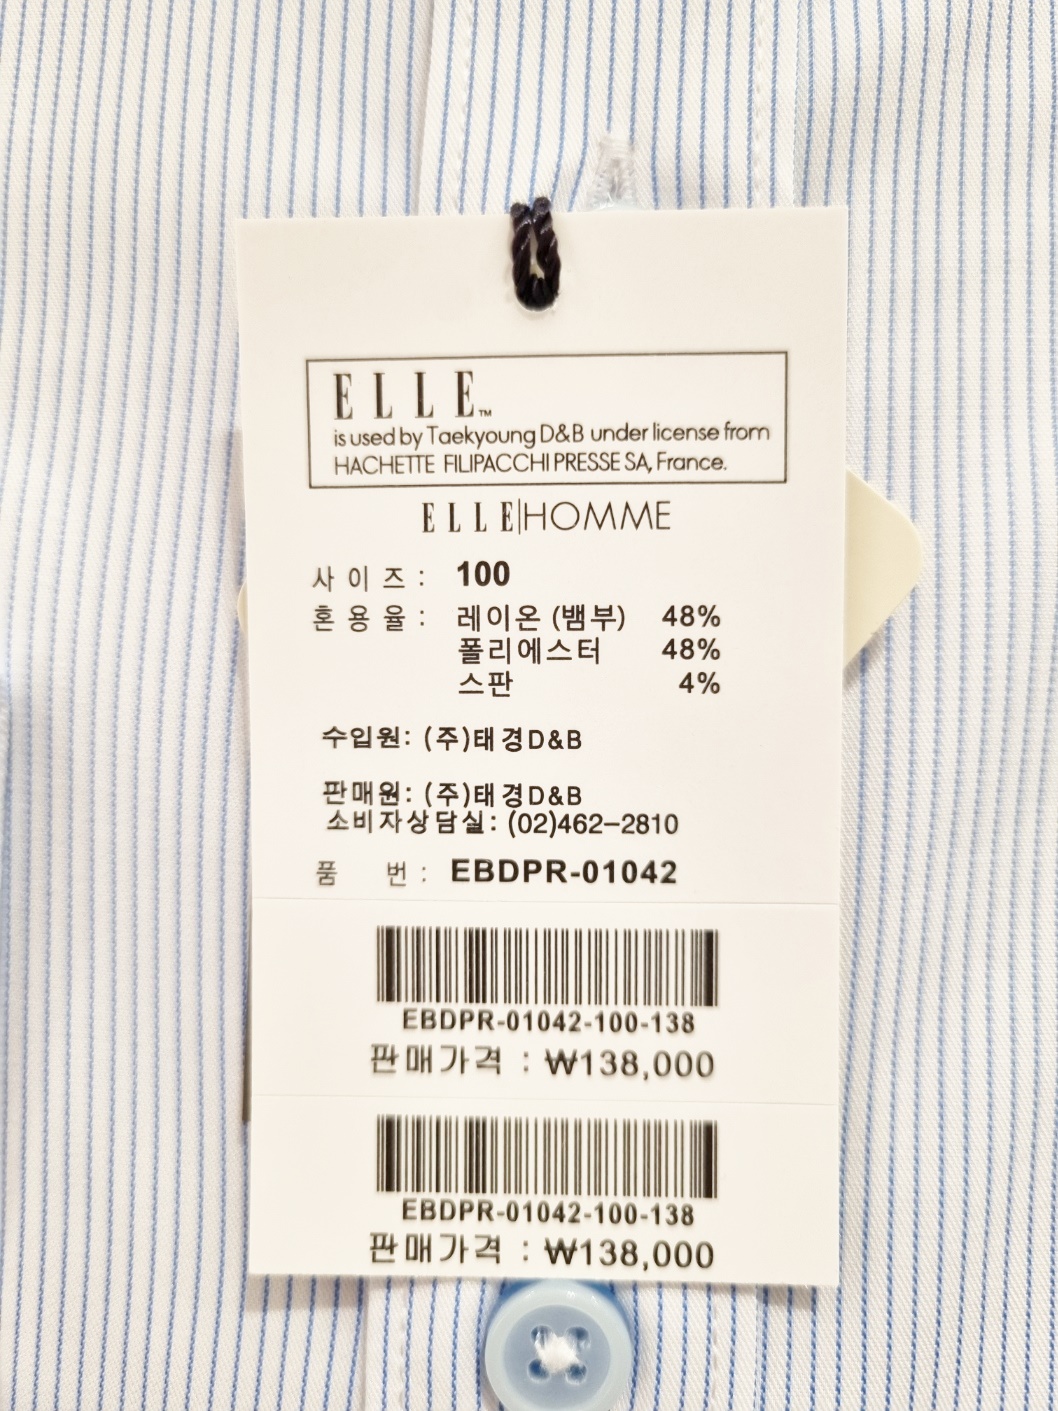 ELLE™
is used by Taekyoung D&B under license from
HACHETTE FILIPACCHI PRESSE SA, France.
ELLE|HOMME
사 이 즈 : 100
혼 용 율 : 레이온 (뱀부) 48%
폴리에스터 48%
스판 4%
수입원: (주)태경D&B
판매원: (주)태경D&B
소비자상담실: (02)462-2810
품 번 : EBDPR-01042
EBDPR-01042-100-138
판매가격 : ₩138,000
EBDPR-01042-100-138
판매가격 : ₩138,000